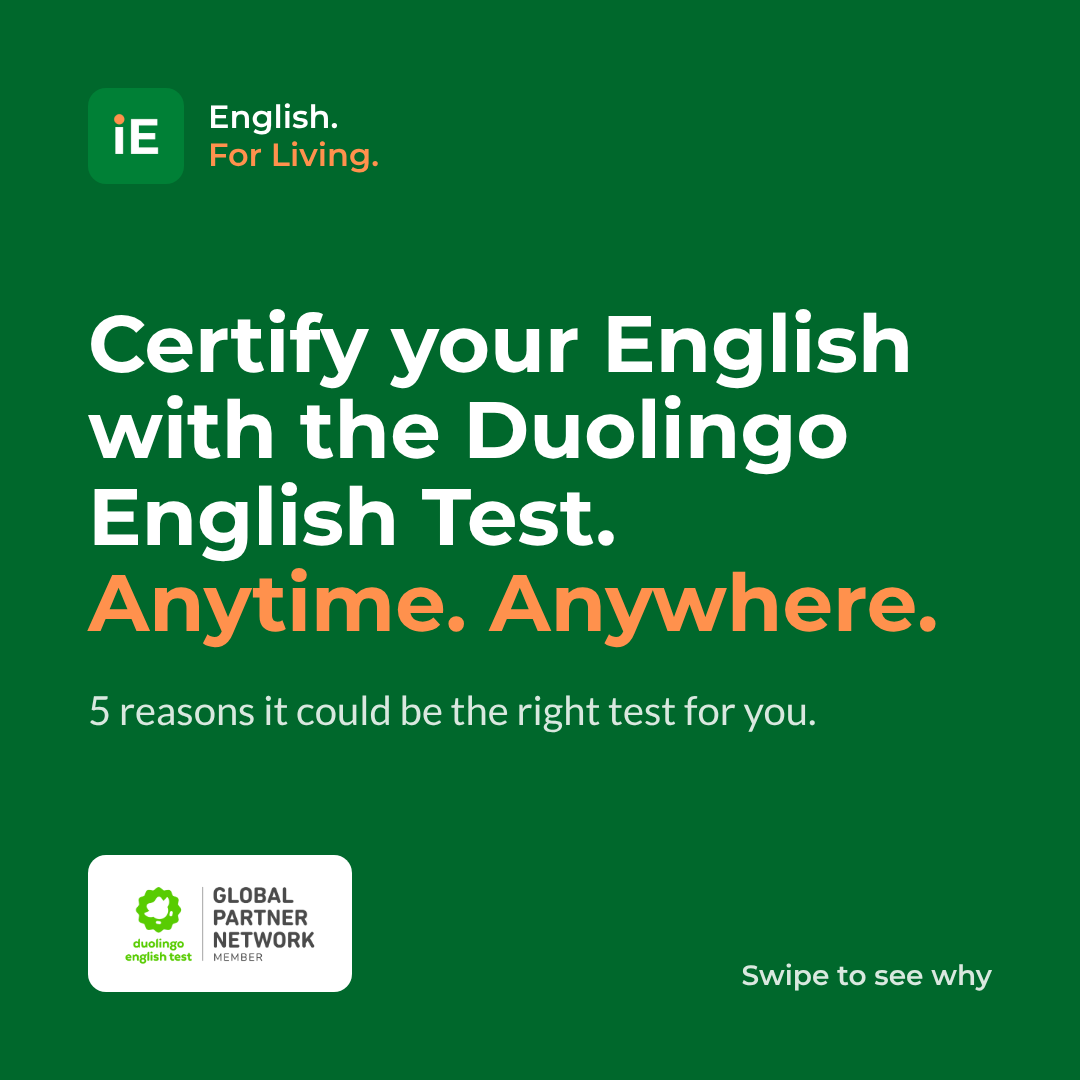 iE
English.
For Living.
Certify your English
with the Duolingo
English Test.
Anytime. Anywhere.
5 reasons it could be the right test for you.
duolingo
english test
GLOBAL
PARTNER
NETWORK
MEMBER
Swipe to see why